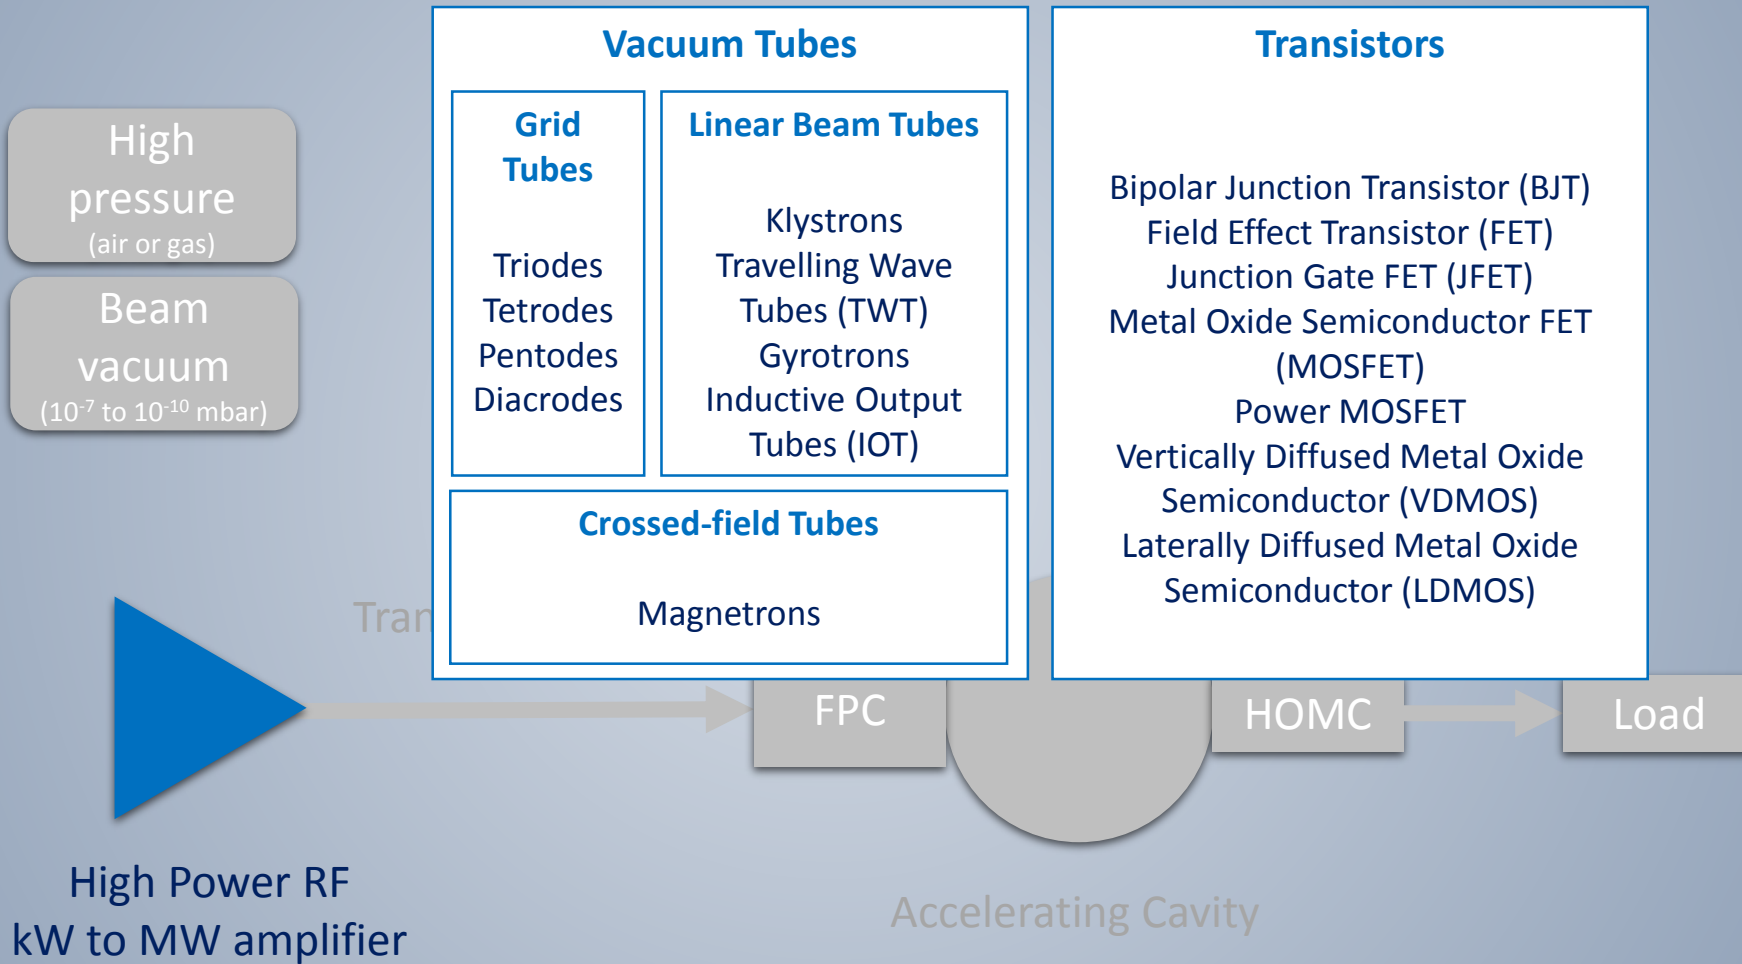 Vacuum Tubes
Grid
Tubes
Triodes
Tetrodes
Pentodes
Diacrodes
Linear Beam Tubes
Klystrons
Travelling Wave
Tubes (TWT)
Gyrotrons
Inductive Output
Tubes (IOT)
Crossed-field Tubes
Magnetrons
Transistors
Bipolar Junction Transistor (BJT)
Field Effect Transistor (FET)
Junction Gate FET (JFET)
Metal Oxide Semiconductor FET
(MOSFET)
Power MOSFET
Vertically Diffused Metal Oxide
Semiconductor (VDMOS)
Laterally Diffused Metal Oxide
Semiconductor (LDMOS)
High
pressure
(air or gas)
Beam
vacuum
(10⁻⁷ to 10⁻¹⁰ mbar)
FPC
HOMC
Load
High Power RF
kW to MW amplifier
Accelerating Cavity